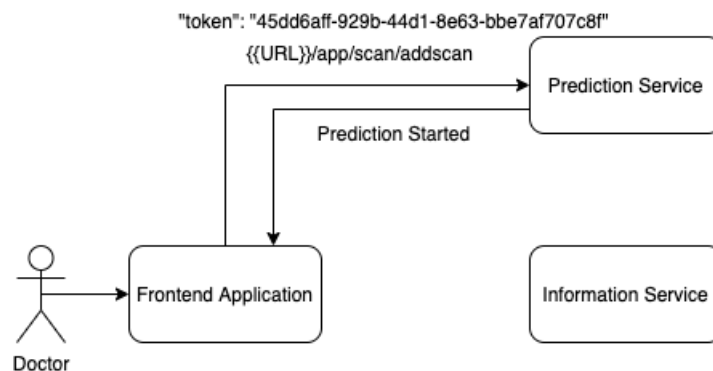 "token": "45dd6aff-929b-44d1-8e63-bbe7af707c8f"
{{URL}}/app/scan/addscan
Prediction Service
Prediction Started
Frontend Application
Information Service
Doctor